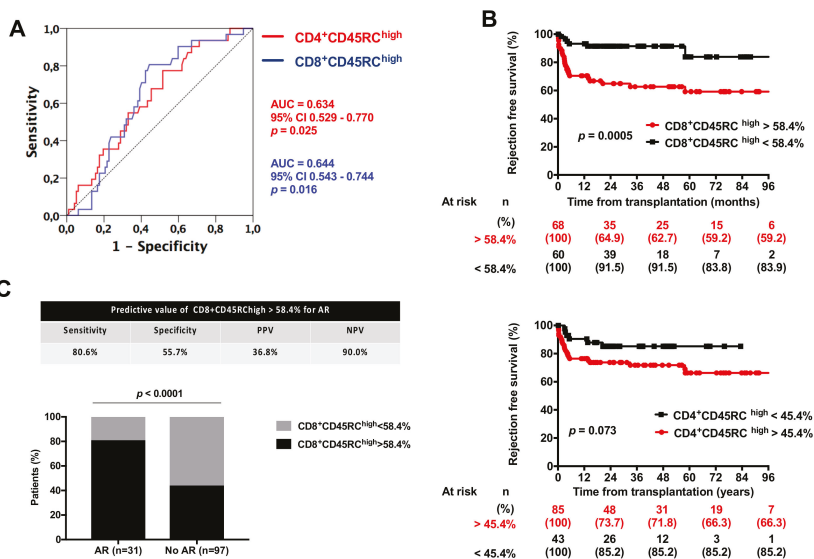 A
1,0
0,8
0,6
0,4
0,2
0,0
Sensitivity
0,0 0,2 0,4 0,6 0,8 1,0
1 – Specificity
CD4+CD45RChigh
CD8+CD45RChigh
AUC = 0.634
95% CI 0.529 - 0.770
p = 0.025
AUC = 0.644
95% CI 0.543 - 0.744
p = 0.016
B
Rejection free survival (%)
100
80
60
40
20
0
p = 0.0005
CD8+CD45RC high > 58.4%
CD8+CD45RC high < 58.4%
0 12 24 36 48 60 72 84 96
Time from transplantation (months)
At risk n
(%)
68 35 25 15 6
> 58.4% (100) (64.9) (62.7) (59.2) (59.2)
60 39 18 7 2
< 58.4% (100) (91.5) (91.5) (83.8) (83.9)
C
Predictive value of CD8+CD45RChigh > 58.4% for AR
Sensitivity Specificity PPV NPV
80.6% 55.7% 36.8% 90.0%
p < 0.0001
Patients (%)
100
80
60
40
20
0
AR (n=31) No AR (n=97)
CD8+CD45RChigh<58.4%
CD8+CD45RChigh>58.4%
Rejection free survival (%)
100
80
60
40
20
0
p = 0.073
CD4+CD45RC high < 45.4%
CD4+CD45RC high > 45.4%
0 12 24 36 48 60 72 84 96
Time from transplantation (years)
At risk n
(%)
85 48 31 19 7
> 45.4% (100) (73.7) (71.8) (66.3) (66.3)
43 26 12 3 1
< 45.4% (100) (85.2) (85.2) (85.2) (85.2)